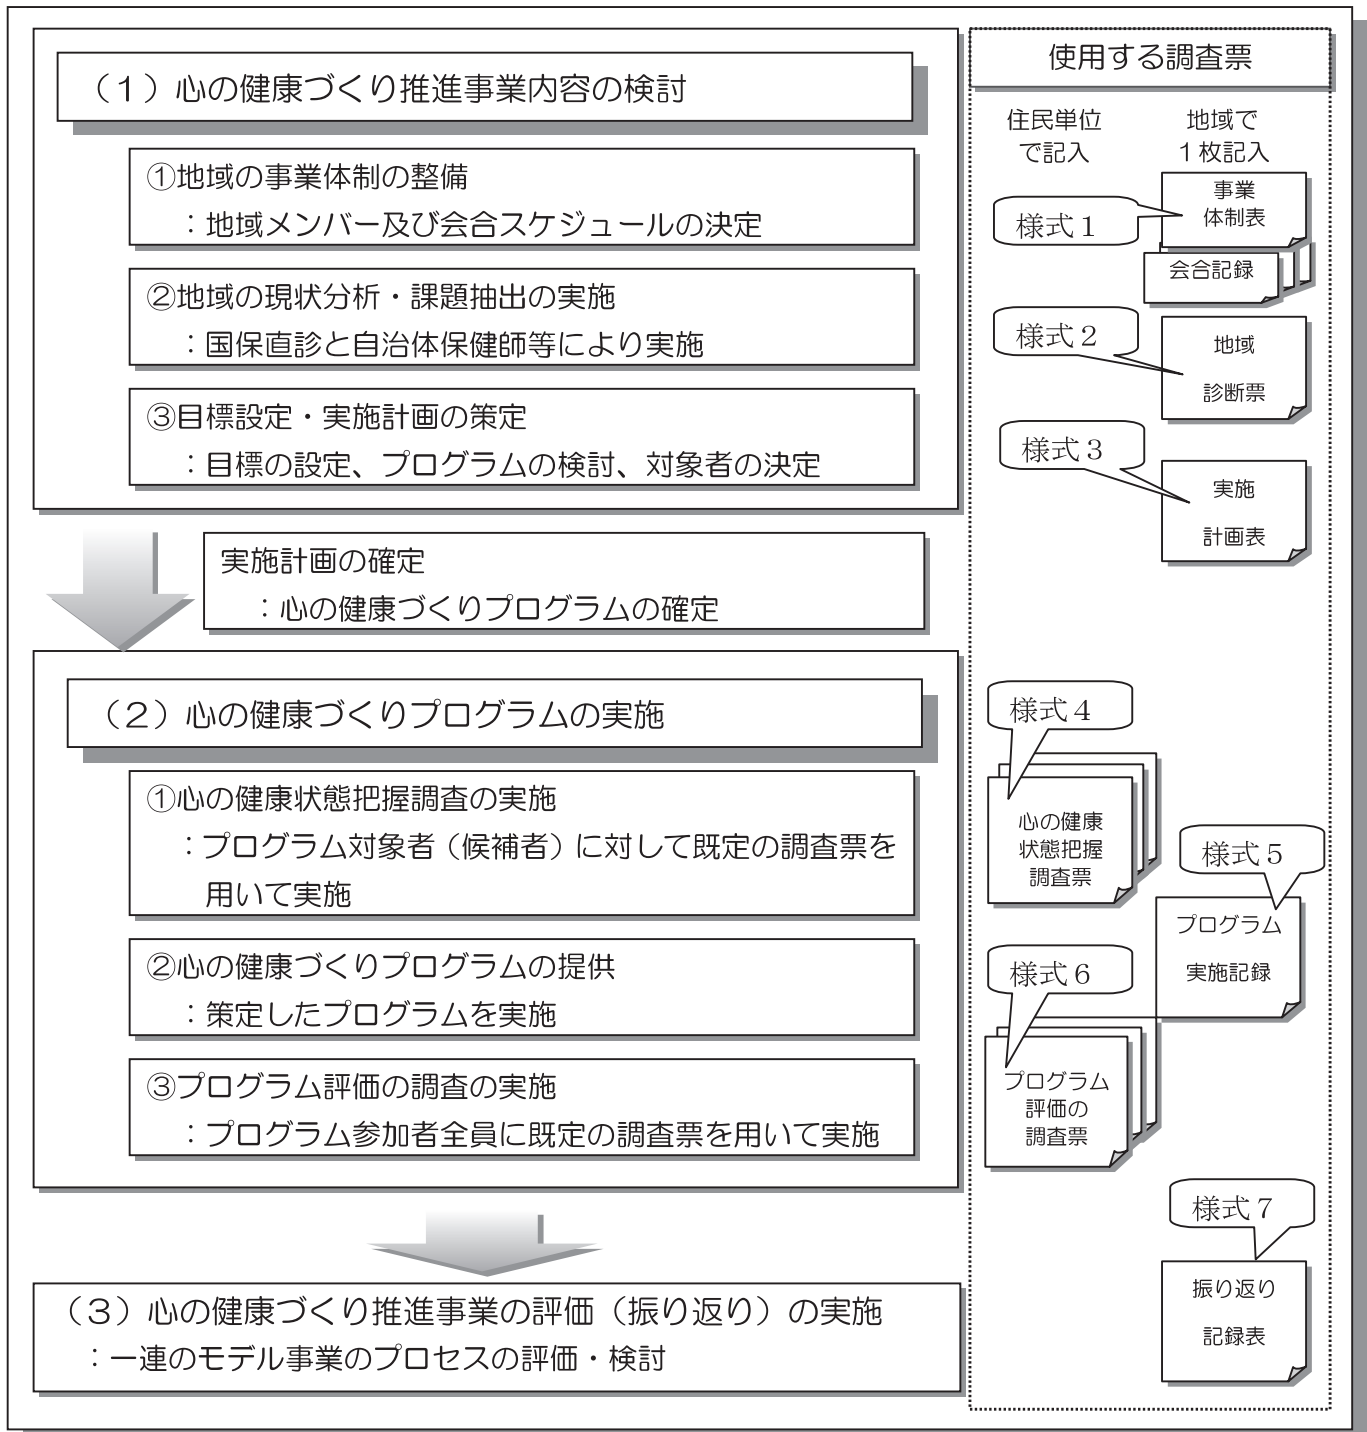 （１）心の健康づくり推進事業内容の検討
①地域の事業体制の整備
：地域メンバー及び会合スケジュールの決定
②地域の現状分析・課題抽出の実施
：国保直診と自治体保健師等により実施
③目標設定・実施計画の策定
：目標の設定、プログラムの検討、対象者の決定
実施計画の確定
：心の健康づくりプログラムの確定
（２）心の健康づくりプログラムの実施
①心の健康状態把握調査の実施
：プログラム対象者（候補者）に対して既定の調査票を
用いて実施
②心の健康づくりプログラムの提供
：策定したプログラムを実施
③プログラム評価の調査の実施
：プログラム参加者全員に既定の調査票を用いて実施
（３）心の健康づくり推進事業の評価（振り返り）の実施
：一連のモデル事業のプロセスの評価・検討
使用する調査票
住民単位
で記入
地域で
１枚記入
様式１
事業
体制表
会合記録
様式２
地域
診断票
様式３
実施
計画表
様式４
心の健康
状態把握
調査票
様式５
プログラム
実施記録
様式６
プログラム
評価の
調査票
様式７
振り返り
記録表